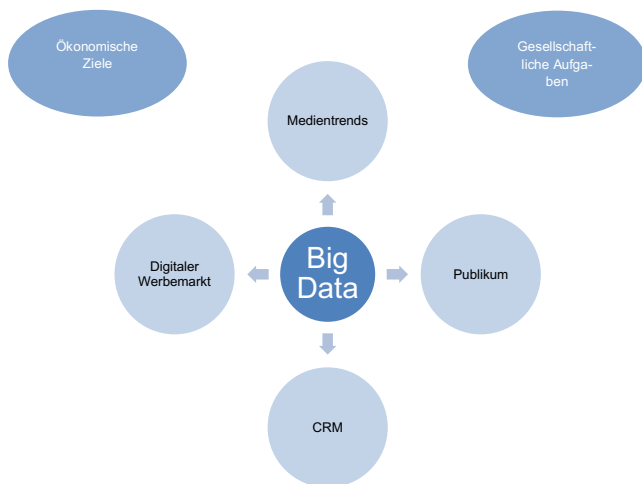 Ökonomische
Ziele
Gesellschaft-
liche Aufga-
ben
Medientrends
Digitaler
Werbemarkt
Big
Data
Publikum
CRM